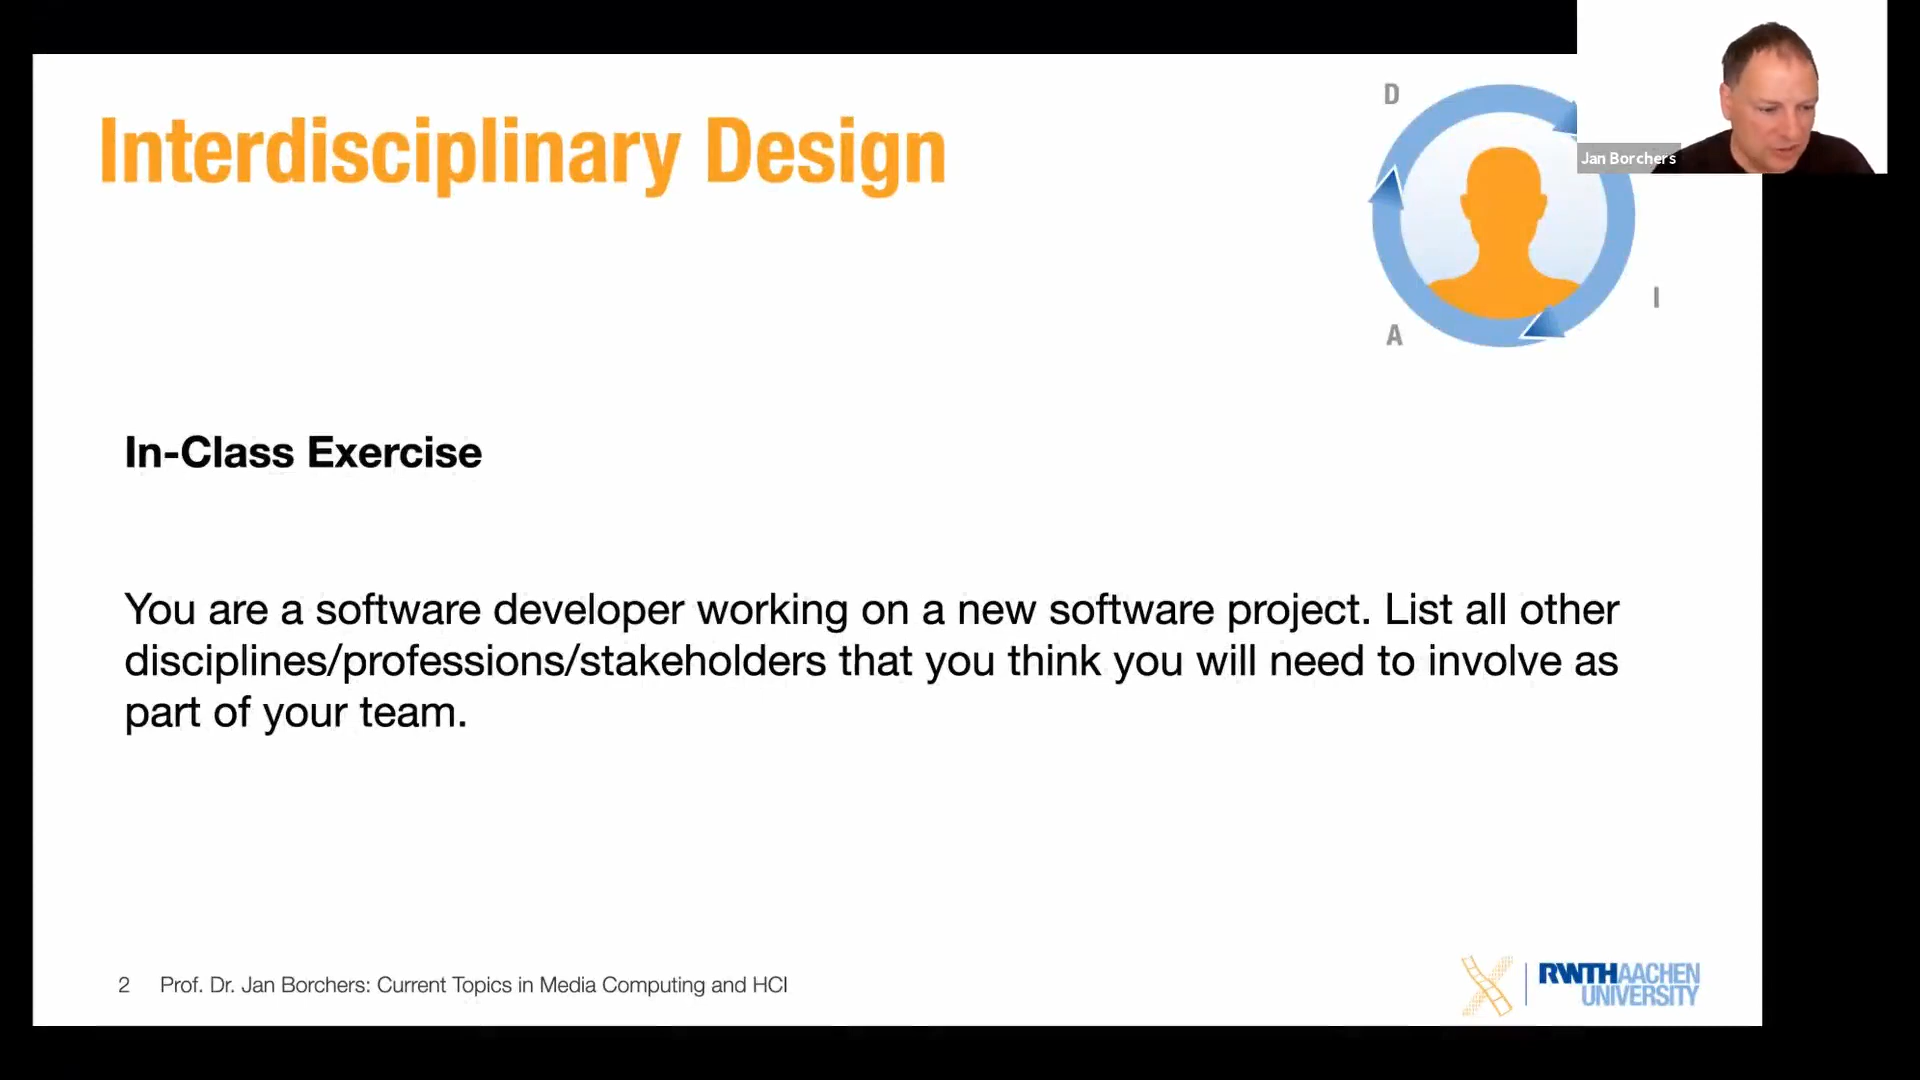 Interdisciplinary Design
D
Jan Borchers
I
A
In-Class Exercise
You are a software developer working on a new software project. List all other
disciplines/professions/stakeholders that you think you will need to involve as
part of your team.
2 Prof. Dr. Jan Borchers: Current Topics in Media Computing and HCI
RWTHAACHEN
UNIVERSITY